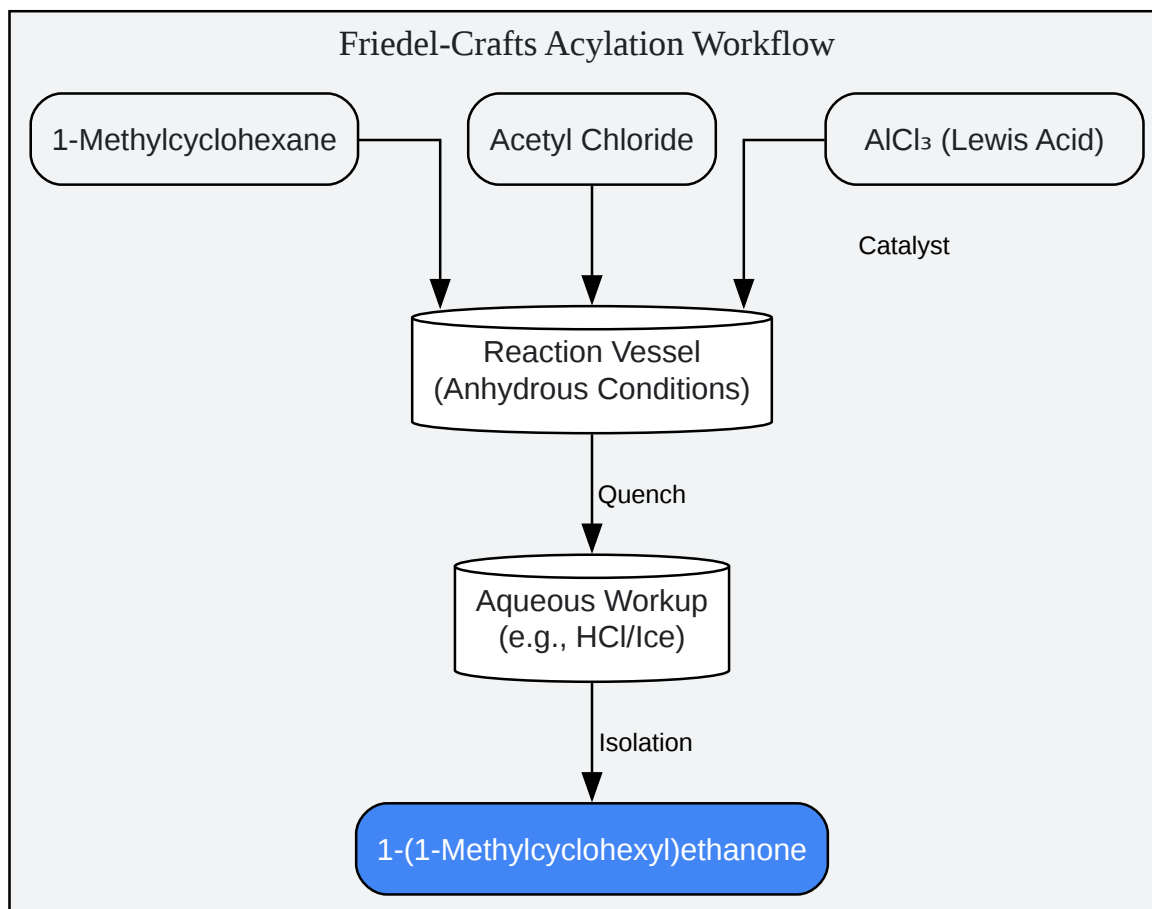 Friedel-Crafts Acylation Workflow
1-Methylcyclohexane
Acetyl Chloride
AlCl₃ (Lewis Acid)
Catalyst
Reaction Vessel
(Anhydrous Conditions)
Quench
Aqueous Workup
(e.g., HCl/Ice)
Isolation
1-(1-Methylcyclohexyl)ethanone